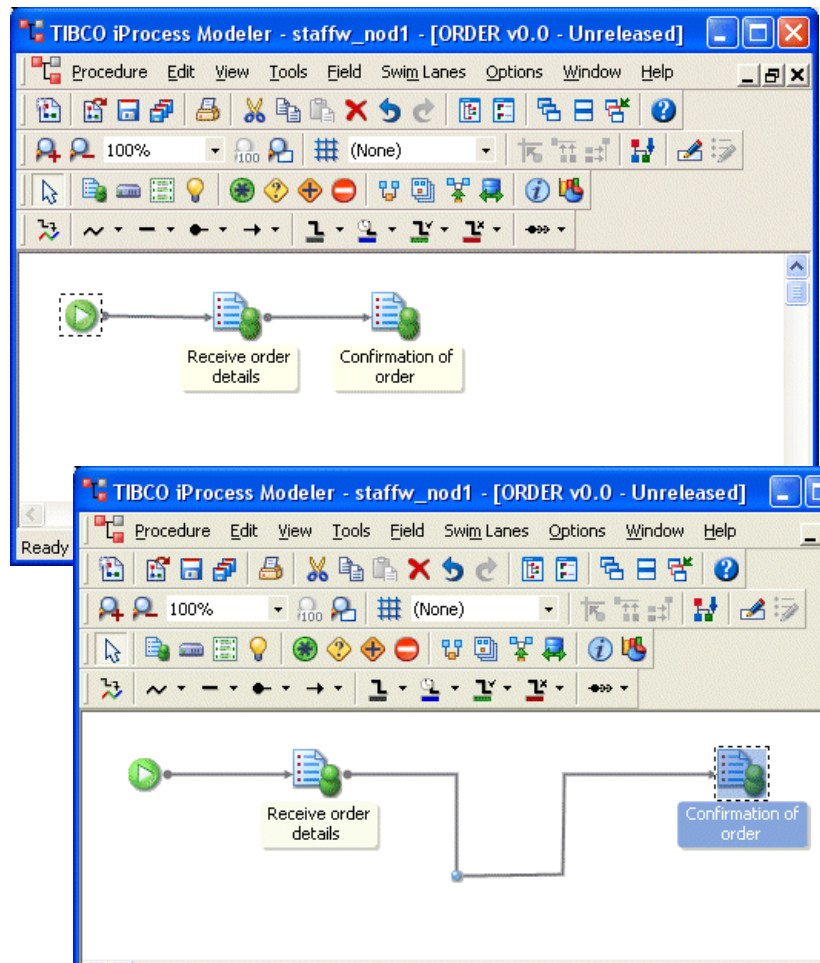 TIBCO iProcess Modeler - staffw_nod1 - [ORDER v0.0 - Unreleased]
Procedure Edit View Tools Field Swim Lanes Options Window Help
100% 100 (None)
Receive order
details
Confirmation of
order
Ready
TIBCO iProcess Modeler - staffw_nod1 - [ORDER v0.0 - Unreleased]
Procedure Edit View Tools Field Swim Lanes Options Window Help
100% 100 (None)
Receive order
details
Confirmation of
order